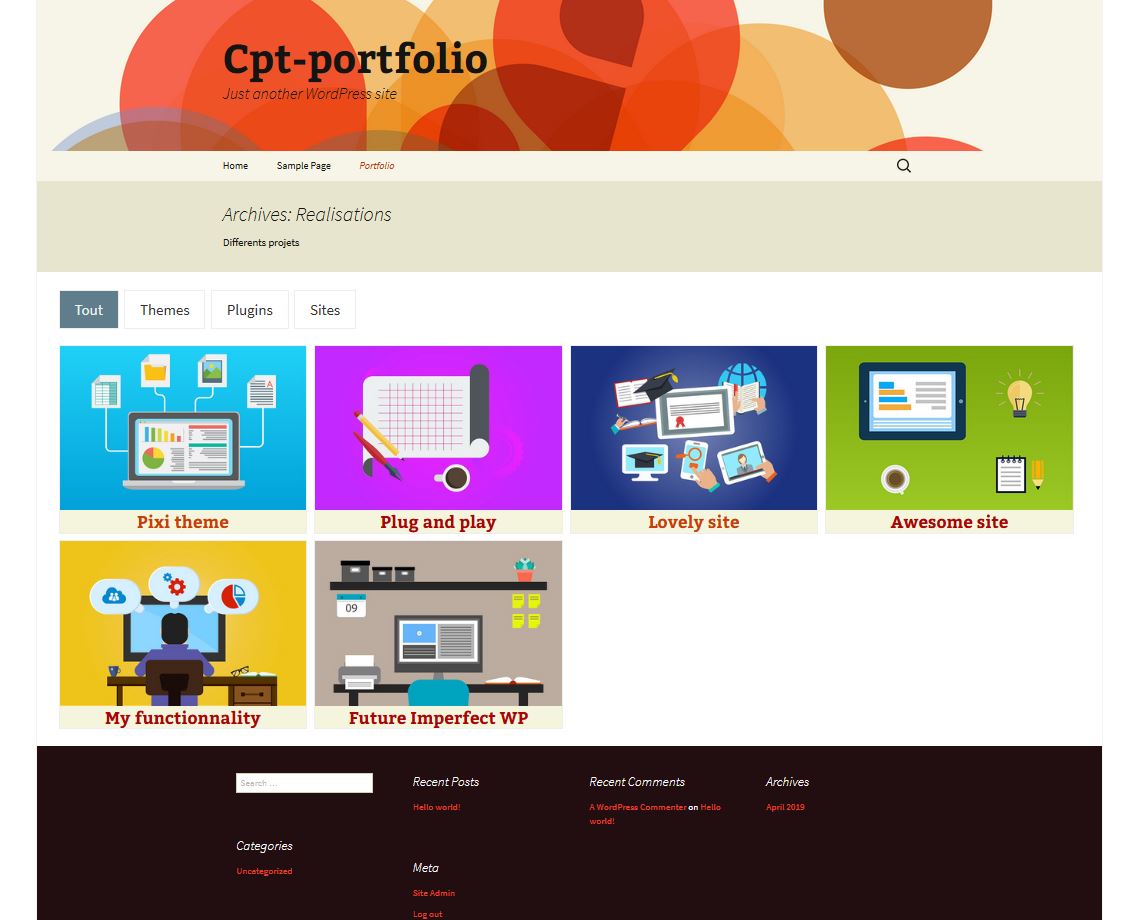 Cpt-portfolio
Just another WordPress site
Home Sample Page Portfolio
Archives: Realisations
Differents projets
Tout Themes Plugins Sites
A
Pixi theme Plug and play Lovely site Awesome site
09
My functionnality Future Imperfect WP
Search ...
Categories
Uncategorized
Recent Posts
Hello world!
Meta
Site Admin
Log out
Recent Comments
A WordPress Commenter on Hello
world!
Archives
April 2019